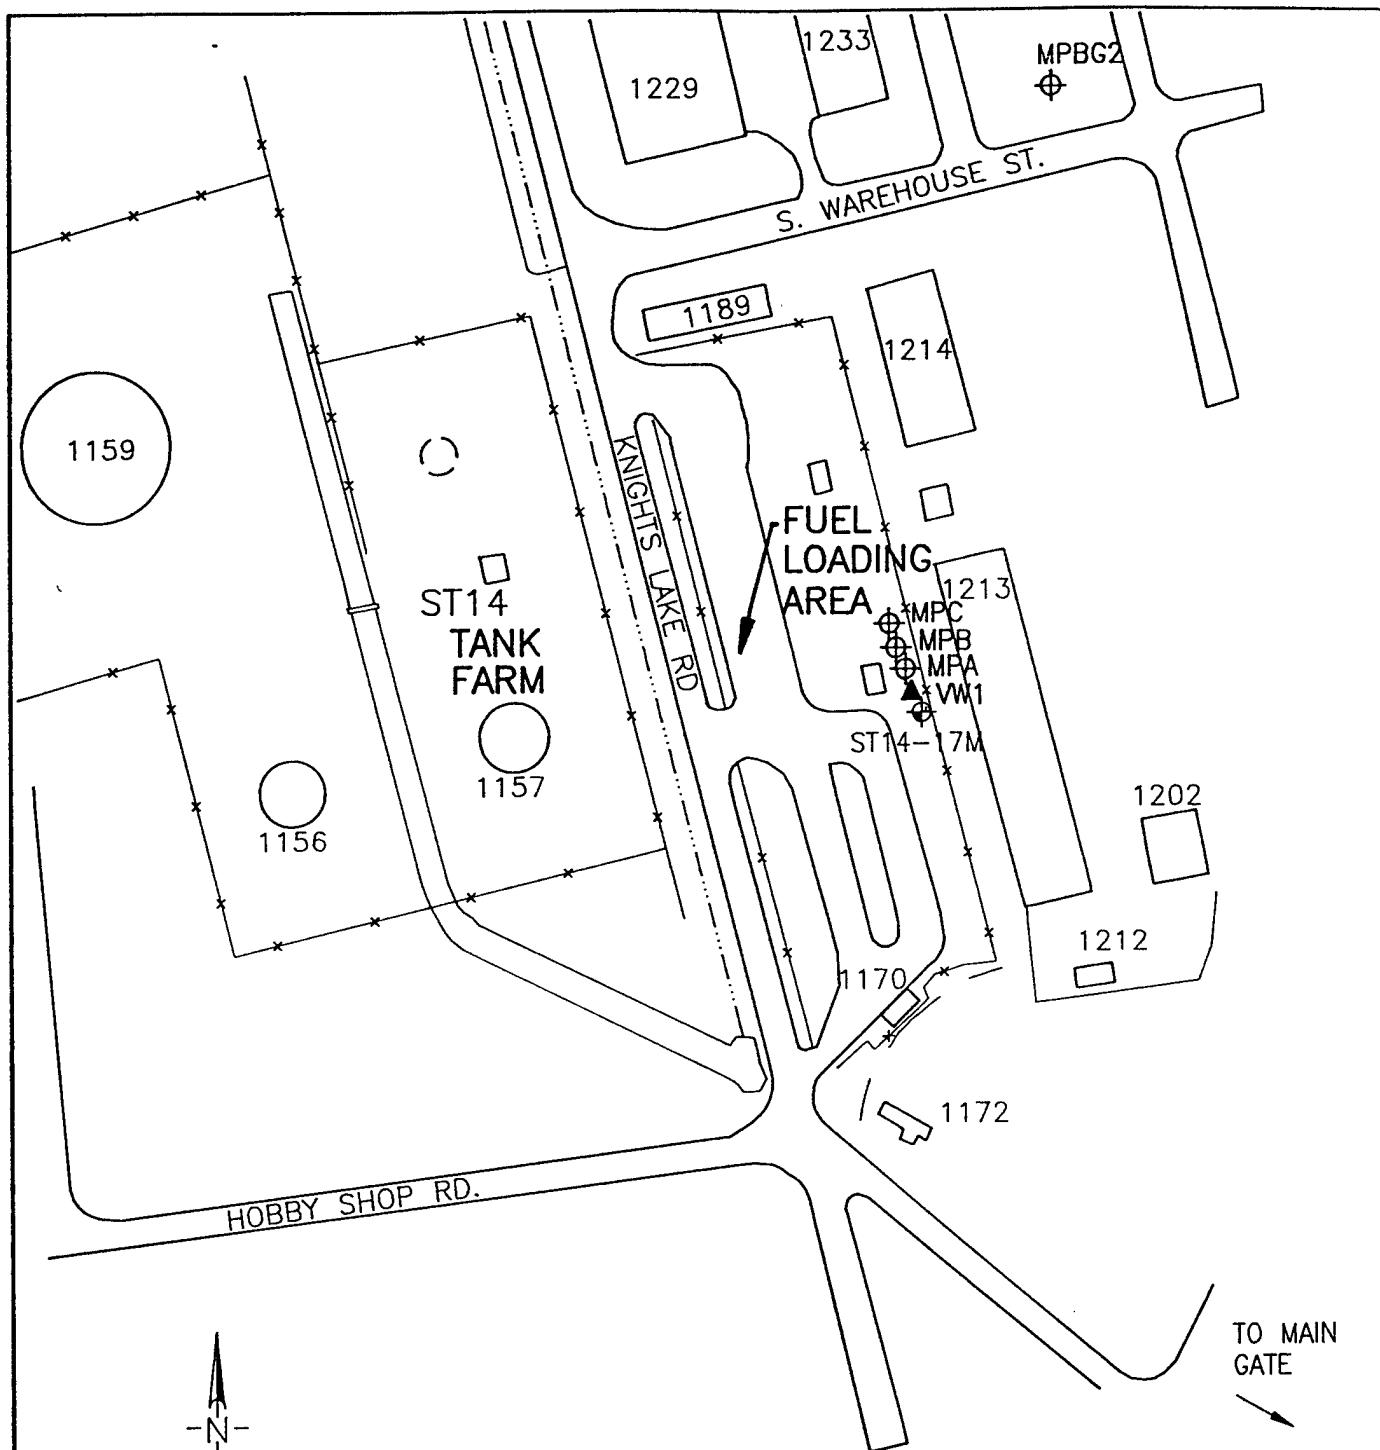 1233
MPBG2
1229
S. WAREHOUSE ST.
1189
1214
1159
KNIGHTS LAKE RD
FUEL
LOADING
AREA
1213
ST14
TANK
FARM
MPC
MPB
MPA
VW1
ST14-17M
1157
1156
1202
1212
1170
1172
HOBBY SHOP RD.
TO MAIN
GATE
-N-